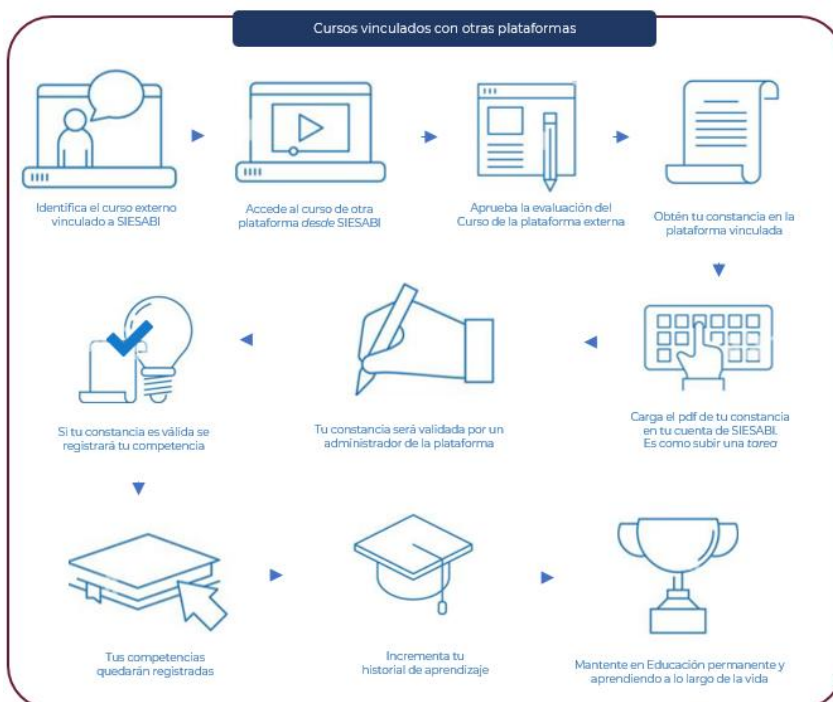 Cursos vinculados con otras plataformas
Identifica el curso externo
vinculado a SIESABI
Accede al curso de otra
plataforma desde SIESABI
Aprueba la evaluación del
Curso de la plataforma externa
Obtén tu constancia en la
plataforma vinculada
Carga el pdf de tu constancia
en tu cuenta de SIESABI.
Es como subir una tarea
Tu constancia será validada por un
administrador de la plataforma
Si tu constancia es válida se
registrará tu competencia
Tus competencias
quedarán registradas
Incrementa tu
historial de aprendizaje
Mantente en Educación permanente y
aprendiendo a lo largo de la vida